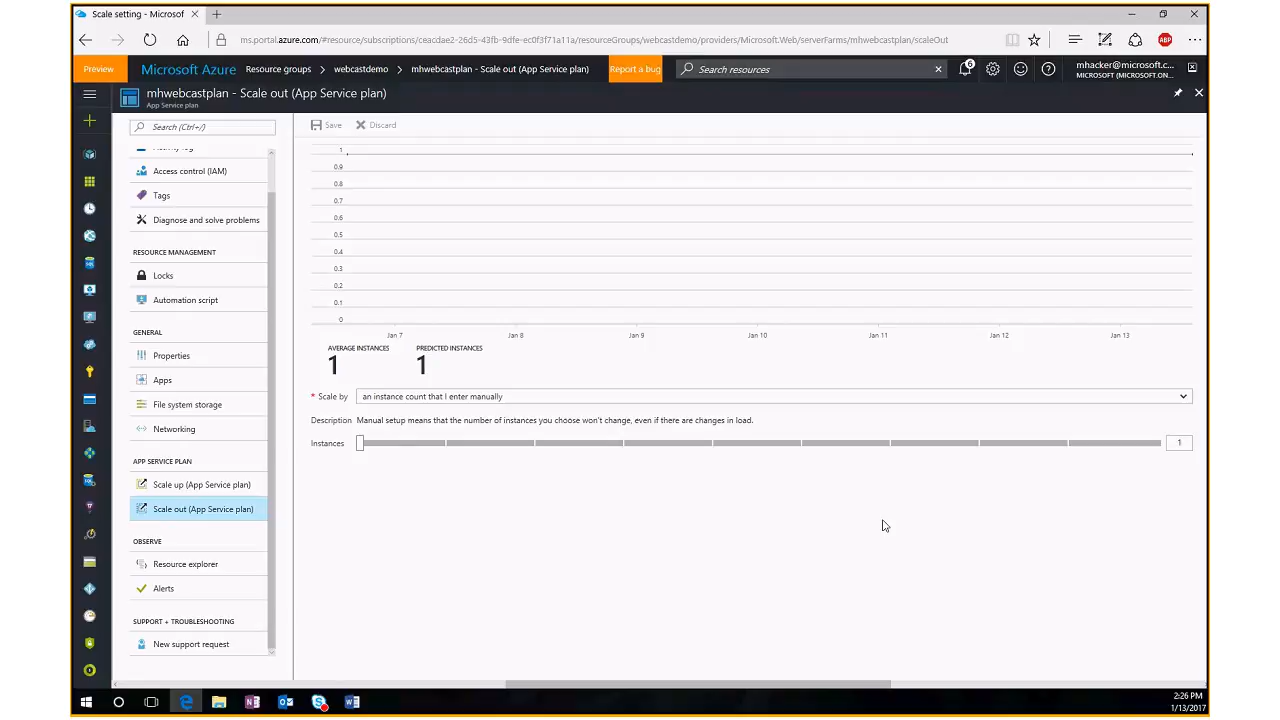 Scale setting - Microsof
ms.portal.azure.com/#resource/subscriptions/ceacdae2-26d5-43fb-9dfe-ec0f3f71a11a/resourceGroups/webcastdemo/providers/Microsoft.Web/serverFarms/mhwebcastplan/scaleOut
ABP
Preview
Microsoft Azure
Resource groups > webcastdemo > mhwebcastplan - Scale out (App Service plan)
Report a bug
Search resources
6
mhacker@microsoft.c...
MICROSOFT (MICROSOFT.ON...
mhwebcastplan - Scale out (App Service plan)
App Service plan
Search (Ctrl+/)
Save
Discard
Activity log
Access control (IAM)
Tags
Diagnose and solve problems
RESOURCE MANAGEMENT
Locks
Automation script
GENERAL
Properties
Apps
File system storage
Networking
APP SERVICE PLAN
Scale up (App Service plan)
Scale out (App Service plan)
OBSERVE
Resource explorer
Alerts
SUPPORT + TROUBLESHOOTING
New support request
1
0.9
0.8
0.7
0.6
0.5
0.4
0.3
0.2
0.1
0
Jan 7 Jan 8 Jan 9 Jan 10 Jan 11 Jan 12 Jan 13
AVERAGE INSTANCES
1
PREDICTED INSTANCES
1
* Scale by
an instance count that I enter manually
Description Manual setup means that the number of instances you choose won't change, even if there are changes in load.
Instances
1
2:26 PM
1/13/2017